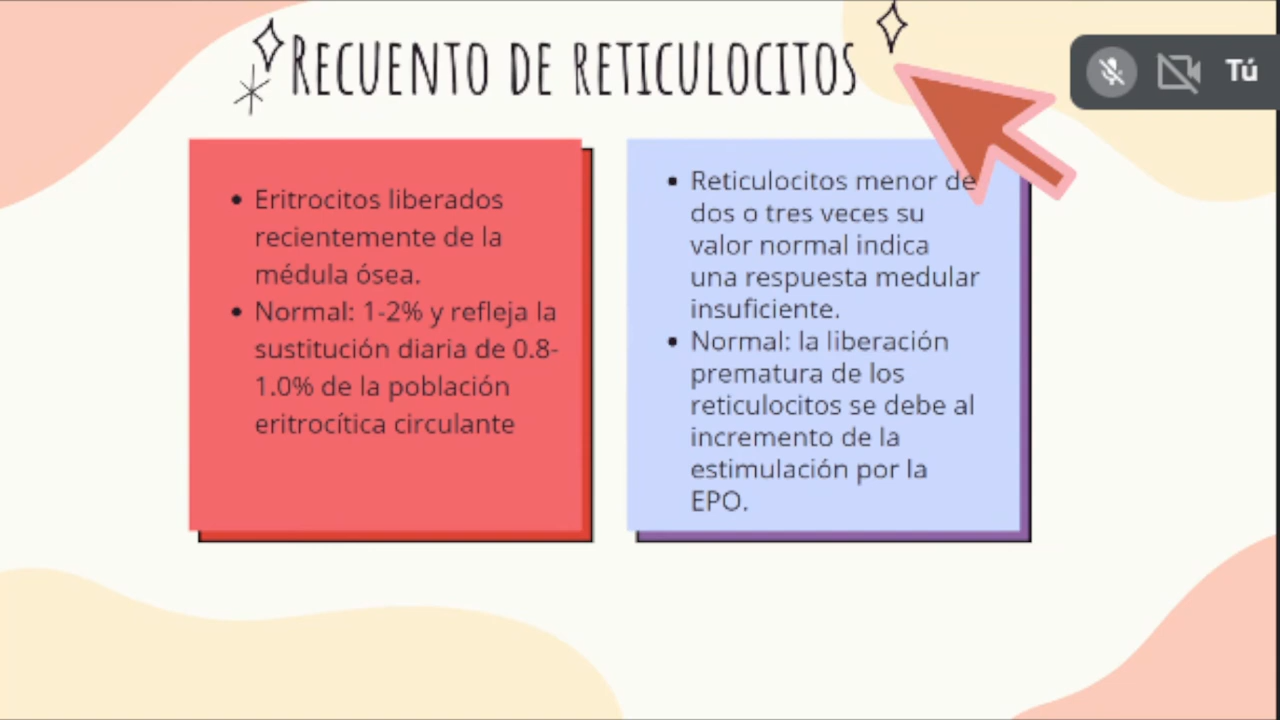 Recuento de reticulocitos
Tú
Eritrocitos liberados
recientemente de la
médula ósea.
Normal: 1-2% y refleja la
sustitución diaria de 0.8-
1.0% de la población
eritrocítica circulante
Reticulocitos menor de
dos o tres veces su
valor normal indica
una respuesta medular
insuficiente.
Normal: la liberación
prematura de los
reticulocitos se debe al
incremento de la
estimulación por la
EPO.